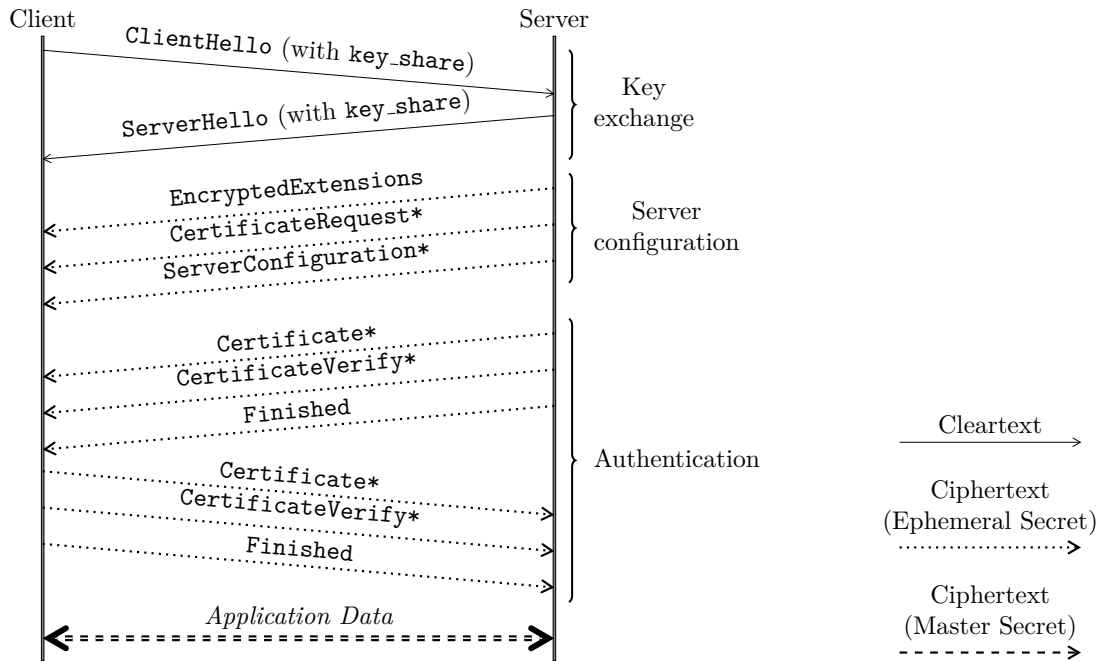 Client
Server
ClientHello (with key_share)
ServerHello (with key_share)
Key
exchange
EncryptedExtensions
CertificateRequest*
ServerConfiguration*
Server
configuration
Certificate*
CertificateVerify*
Finished
Certificate*
CertificateVerify*
Finished
Authentication
Application Data
Cleartext
Ciphertext
(Ephemeral Secret)
Ciphertext
(Master Secret)